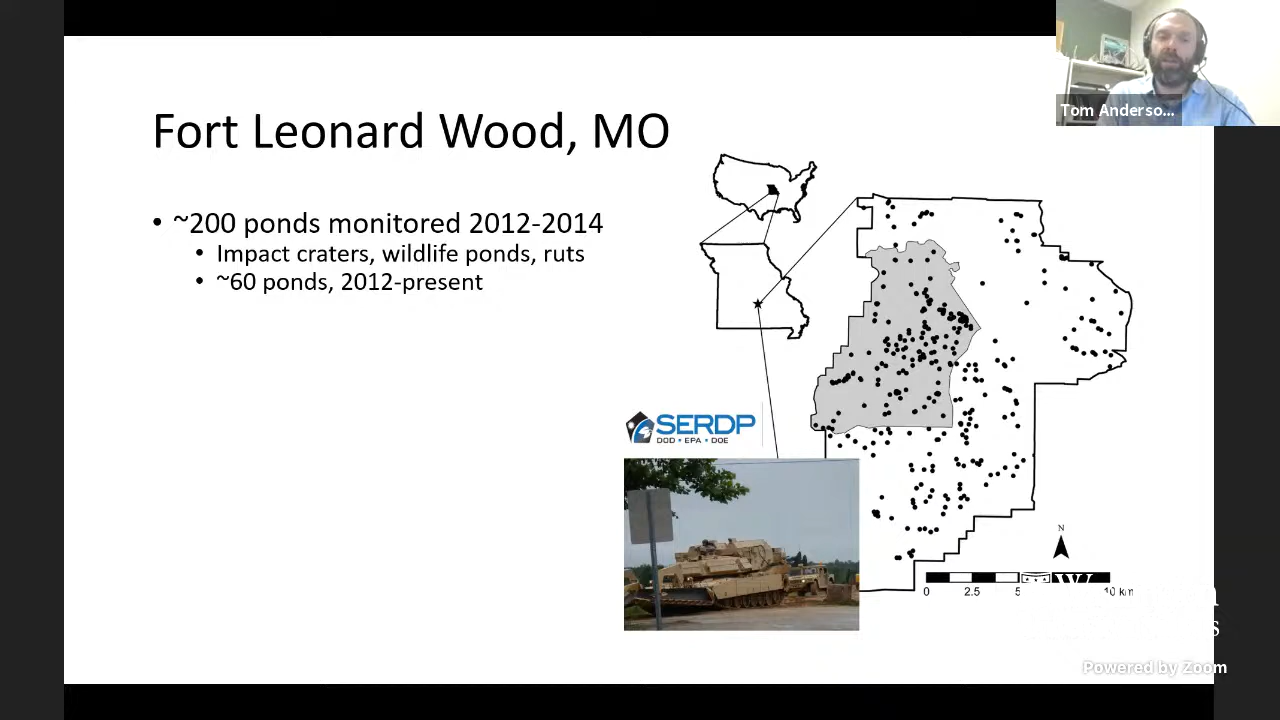 Tom Anderso...
Fort Leonard Wood, MO
• ~200 ponds monitored 2012-2014
• Impact craters, wildlife ponds, ruts
• ~60 ponds, 2012-present
SERDP
DOD • EPA • DOE
N
0 2.5 5 10 km
Powered by Zoom